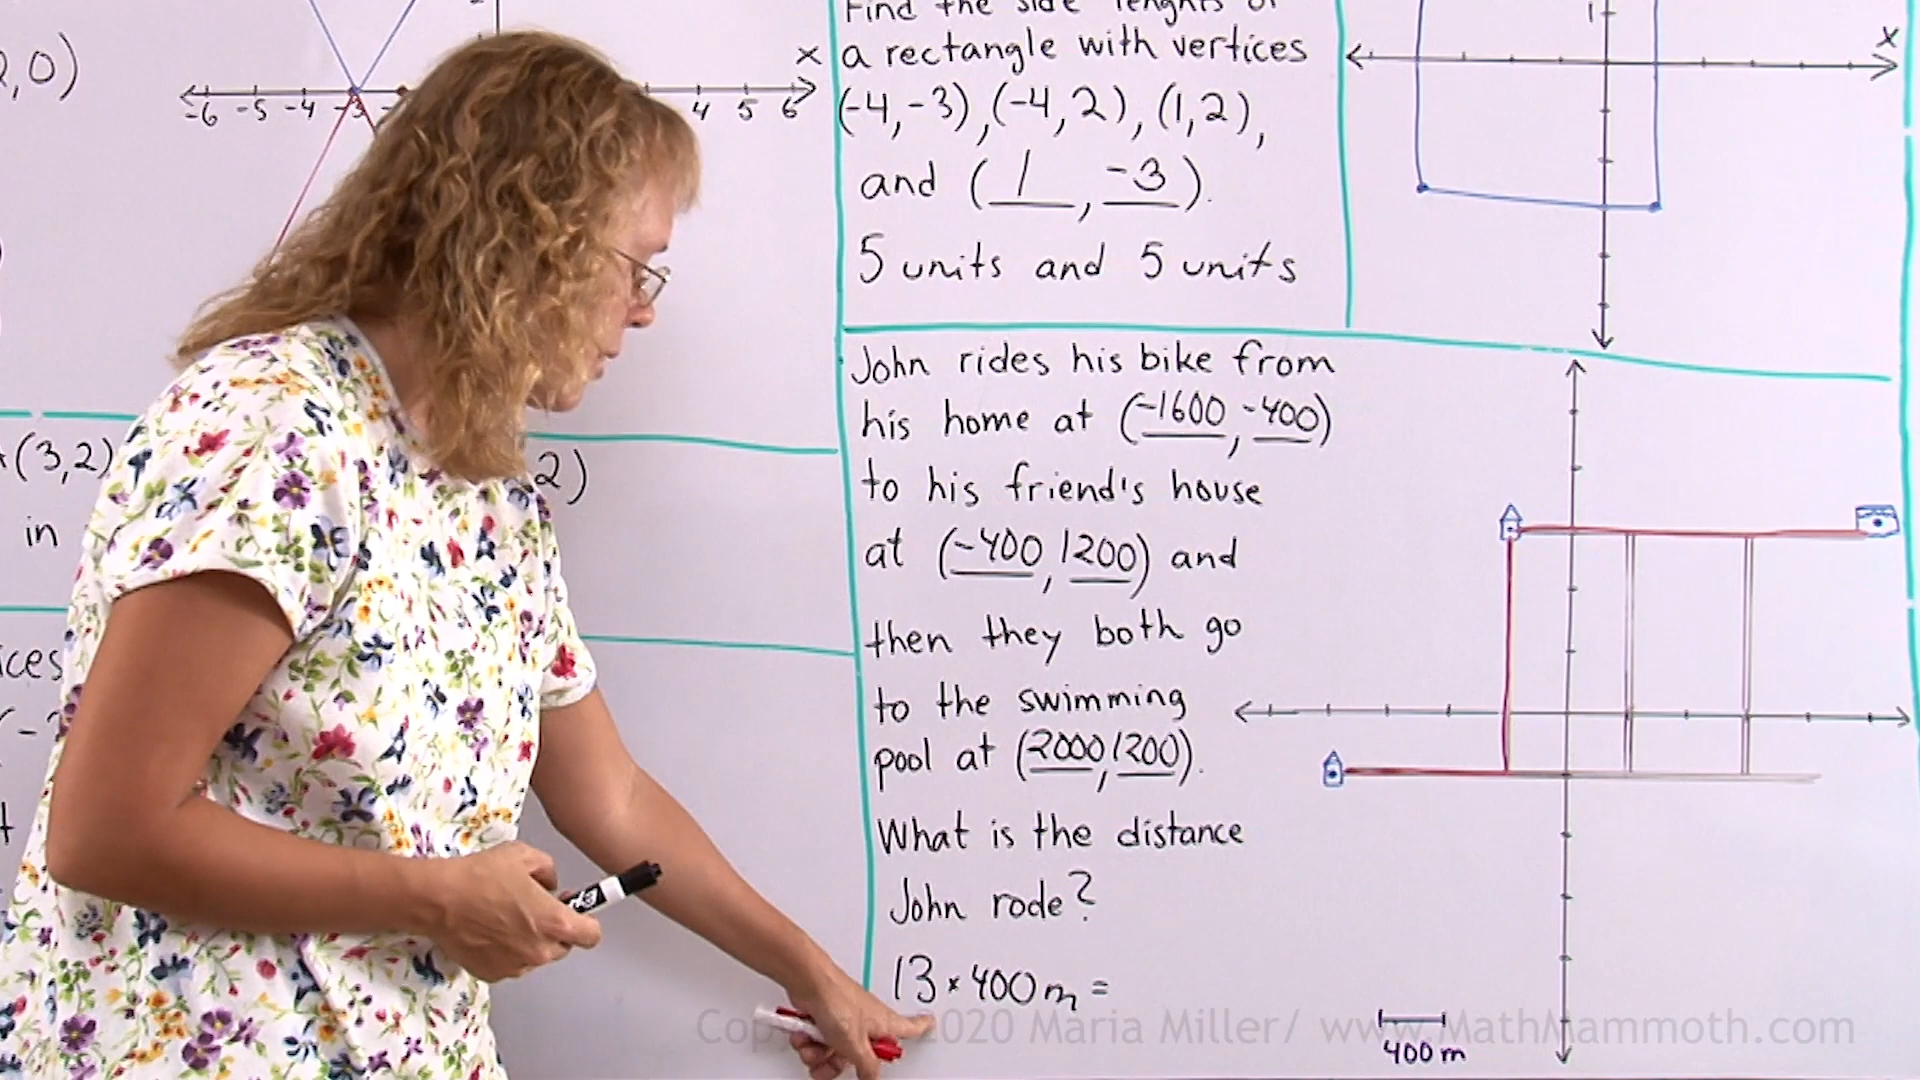 ,0)
x
-6 -5 -4 -3 4 5 6
(3,2)
2)
in
Find the side lenghts of
a rectangle with vertices
(-4,-3), (-4,2), (1,2),
and (1, -3).
5 units and 5 units
1
x
John rides his bike from
his home at (-1600, -400)
to his friend's house
at (-400, 1200) and
then they both go
to the swimming
pool at (2000, 1200).
What is the distance
John rode?
13 × 400 m =
400 m
Copyright 2020 Maria Miller/ www.MathMammoth.com